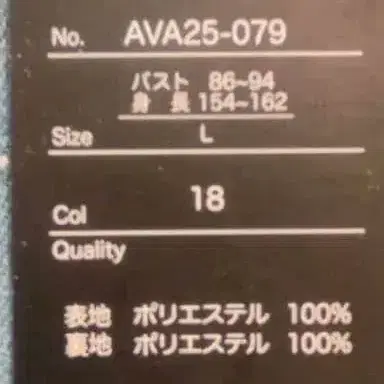 No. AVA25-079
バスト 86~94
身 長 154~162
Size L
Col 18
Quality
表地 ポリエステル 100%
裏地 ポリエステル 100%